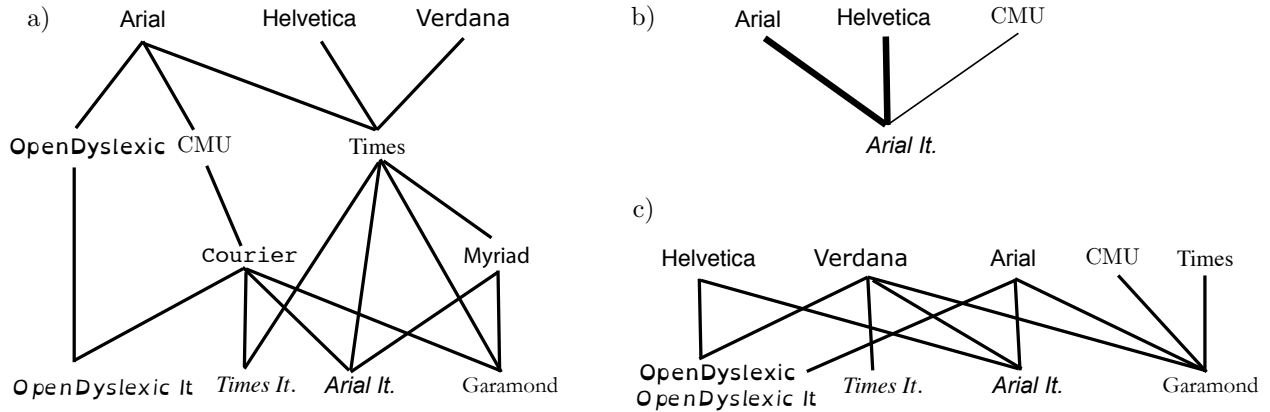 a)
Arial Helvetica Verdana
OpenDyslexic CMU Times
Courier Myriad
OpenDyslexic It Times It. Arial It. Garamond
b)
Arial Helvetica CMU
Arial It.
c)
Helvetica Verdana Arial CMU Times
OpenDyslexic
OpenDyslexic It Times It. Arial It. Garamond